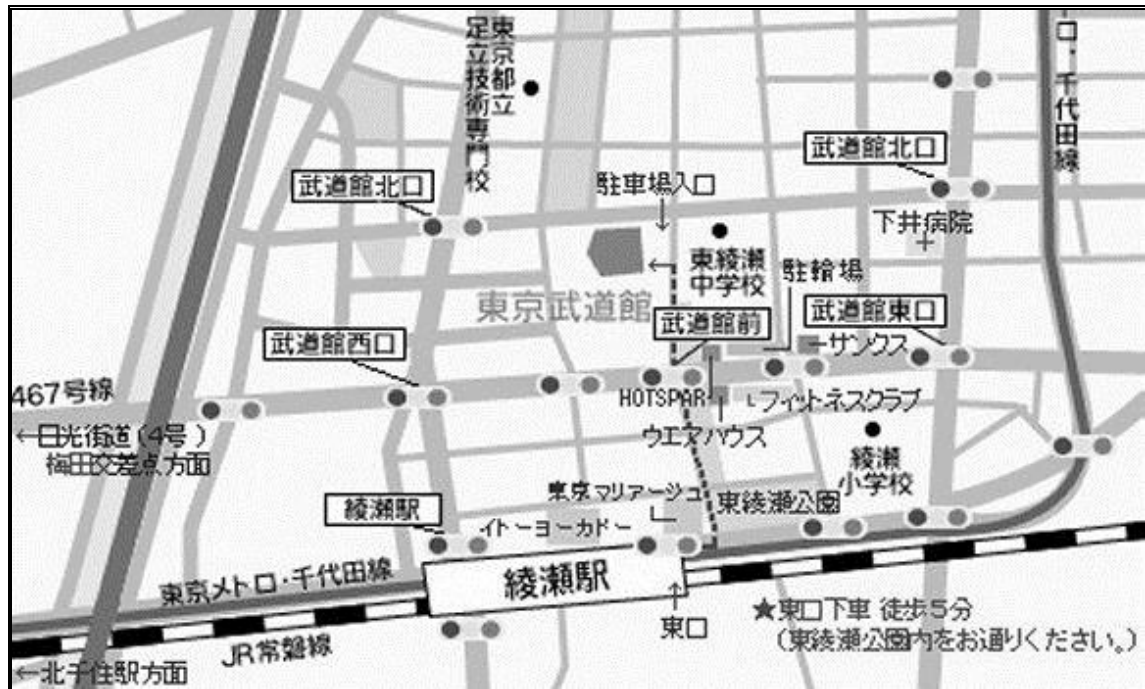 東京都立
足立技術専門校
ロ・千代田線
武道館北口
武道館北口
駐車場入口
下井病院
東綾瀬
中学校
駐輪場
東京武道館
武道館前
武道館東口
武道館西口
サンクス
467号線
HOTSPAR
フィットネスクラブ
ウエアハウス
←日光街道(4号)
梅田交差点方面
綾瀬
小学校
東京マリアージュ
東綾瀬公園
綾瀬駅
イトーヨーカドー
綾瀬駅
東京メトロ・千代田線
東口
★東口下車 徒歩5分
(東綾瀬公園内をお通りください。)
JR常磐線
←北千住駅方面